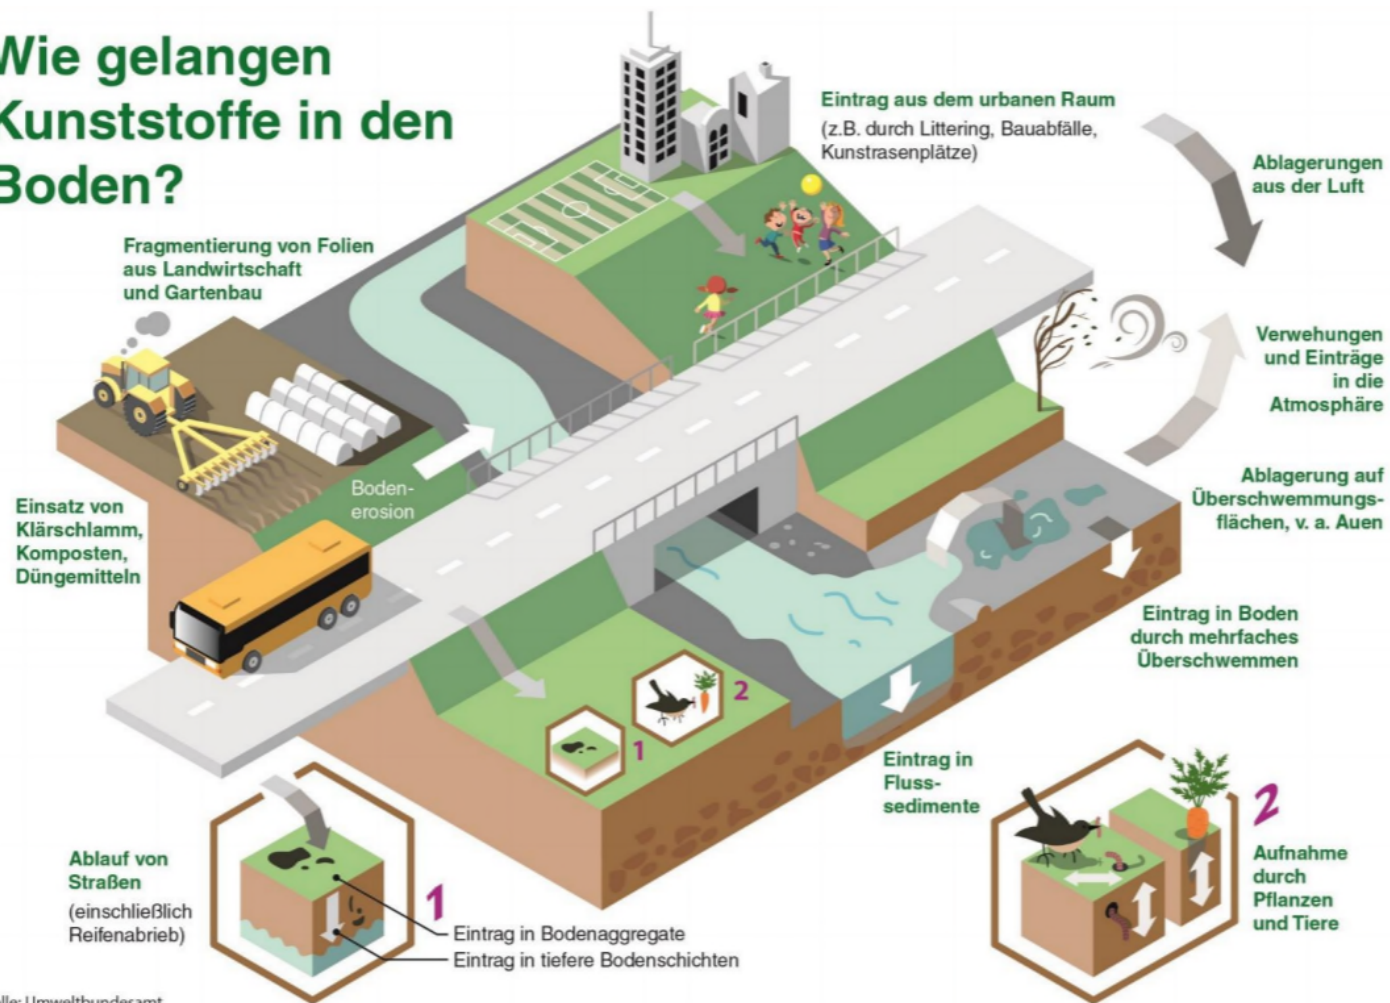 Wie gelangen
Kunststoffe in den
Boden?
Eintrag aus dem urbanen Raum
(z.B. durch Littering, Bauabfälle,
Kunstrasenplätze)
Ablagerungen
aus der Luft
Fragmentierung von Folien
aus Landwirtschaft
und Gartenbau
Verwehungen
und Einträge
in die
Atmosphäre
Boden-
erosion
Einsatz von
Klärschlamm,
Komposten,
Düngemitteln
Ablagerung auf
Überschwemmungs-
flächen, v. a. Auen
Eintrag in Boden
durch mehrfaches
Überschwemmen
2
1
Eintrag in
Fluss-
sedimente
Ablauf von
Straßen
(einschließlich
Reifenabrieb)
1
Eintrag in Bodenaggregate
Eintrag in tiefere Bodenschichten
2
Aufnahme
durch
Pflanzen
und Tiere
lle: Umweltbundesamt